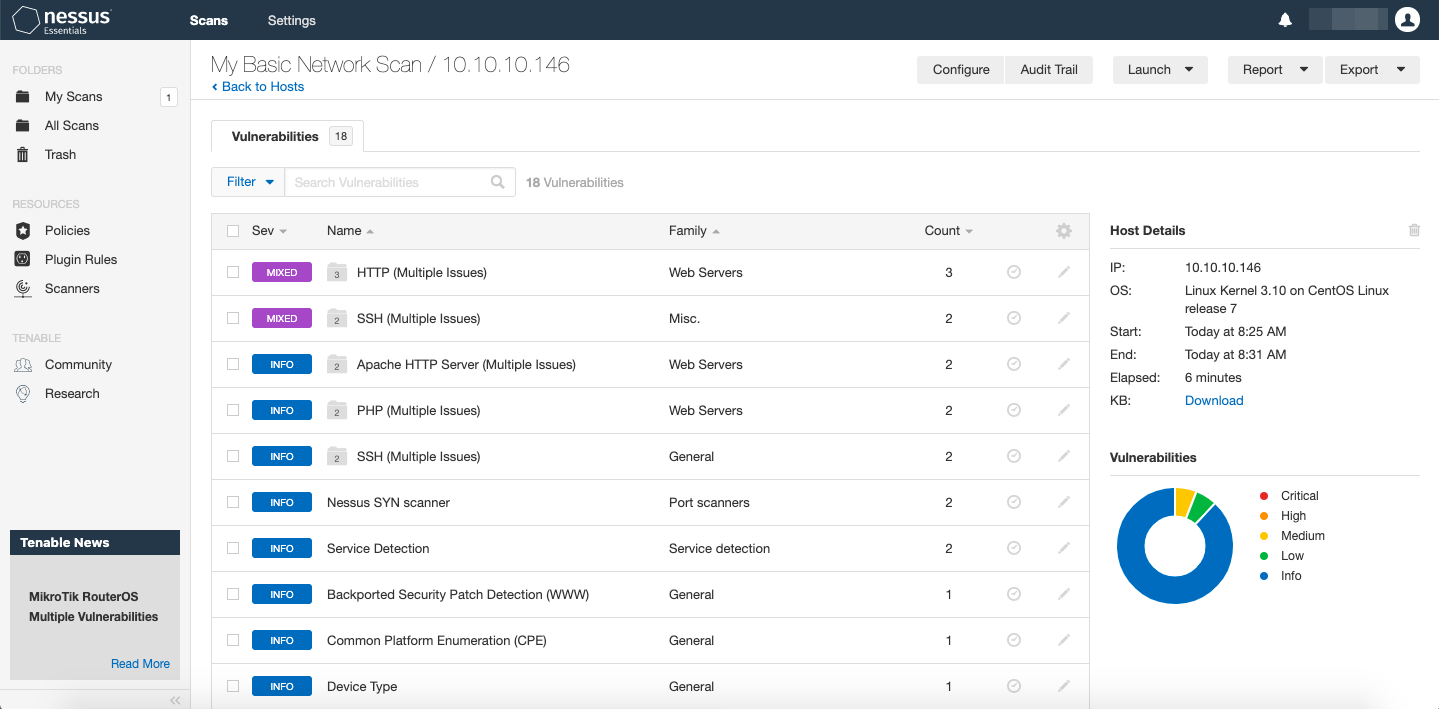 nessus
Essentials
Scans
Settings
FOLDERS
My Scans
1
All Scans
Trash
RESOURCES
Policies
Plugin Rules
Scanners
TENABLE
Community
Research
Tenable News
MikroTik RouterOS
Multiple Vulnerabilities
Read More
My Basic Network Scan / 10.10.10.146
Back to Hosts
Configure
Audit Trail
Launch
Report
Export
Vulnerabilities 18
Filter
Search Vulnerabilities
18 Vulnerabilities
Sev Name Family Count
MIXED 3 HTTP (Multiple Issues) Web Servers 3
MIXED 2 SSH (Multiple Issues) Misc. 2
INFO 2 Apache HTTP Server (Multiple Issues) Web Servers 2
INFO 2 PHP (Multiple Issues) Web Servers 2
INFO 2 SSH (Multiple Issues) General 2
INFO Nessus SYN scanner Port scanners 2
INFO Service Detection Service detection 2
INFO Backported Security Patch Detection (WWW) General 1
INFO Common Platform Enumeration (CPE) General 1
INFO Device Type General 1
Host Details
IP: 10.10.10.146
OS: Linux Kernel 3.10 on CentOS Linux
release 7
Start: Today at 8:25 AM
End: Today at 8:31 AM
Elapsed: 6 minutes
KB: Download
Vulnerabilities
Critical
High
Medium
Low
Info